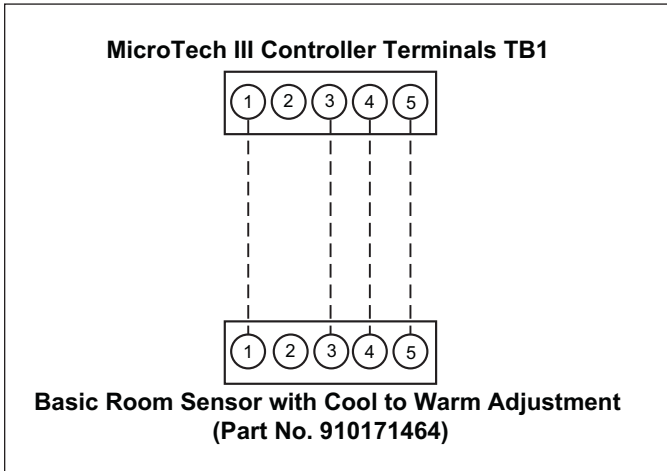 MicroTech III Controller Terminals TB1
1 2 3 4 5
1 2 3 4 5
Basic Room Sensor with Cool to Warm Adjustment
(Part No. 910171464)